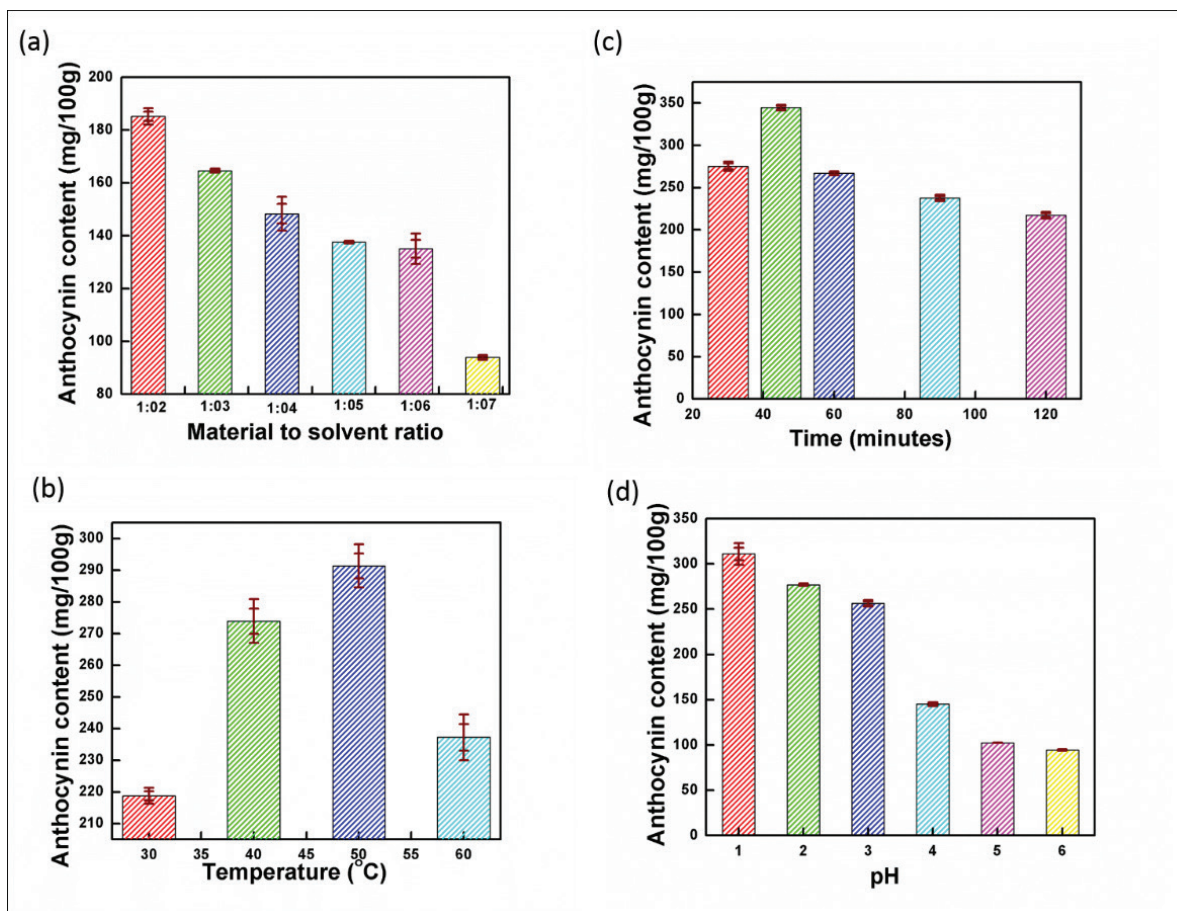 (a)
Anthocynin content (mg/100g)
200
180
160
140
120
100
80
1:02 1:03 1:04 1:05 1:06 1:07
Material to solvent ratio
(c)
Anthocynin content (mg/100g)
350
300
250
200
150
100
50
0
20 40 60 80 100 120
Time (minutes)
(b)
Anthocynin content (mg/100g)
300
290
280
270
260
250
240
230
220
210
30 35 40 45 50 55 60
Temperature (°C)
(d)
Anthocynin content (mg/100g)
350
300
250
200
150
100
50
0
1 2 3 4 5 6
pH